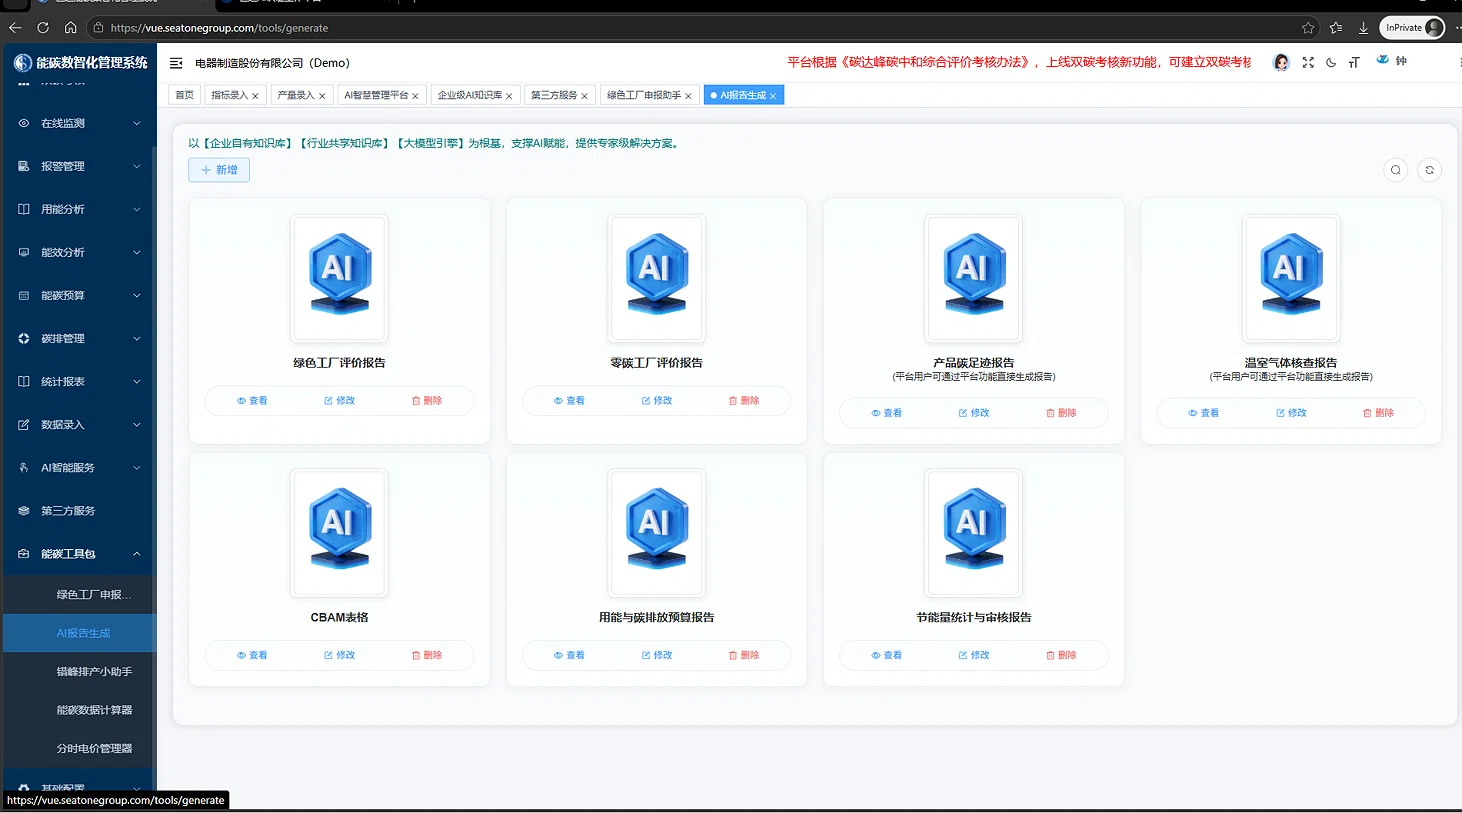 https://vue.seatonegroup.com/tools/generate
InPrivate
能碳数智化管理系统
电器制造股份有限公司（Demo）
平台根据《碳达峰碳中和综合评价考核办法》，上线双碳考核新功能，可建立双碳考核
钟
首页
指标录入
产量录入
AI智慧管理平台
企业级AI知识库
第三方服务
绿色工厂申报助手
AI报告生成
在线监测
报警管理
用能分析
能效分析
能碳预算
碳排管理
统计报表
数据录入
AI智能服务
第三方服务
能碳工具包
绿色工厂申报...
AI报告生成
错峰排产小助手
能碳数据计算器
分时电价管理器
基础配置
https://vue.seatonegroup.com/tools/generate
以【企业自有知识库】【行业共享知识库】【大模型引擎】为根基，支撑AI赋能，提供专家级解决方案。
新增
AI
绿色工厂评价报告
查看 修改 删除
AI
零碳工厂评价报告
查看 修改 删除
AI
产品碳足迹报告
(平台用户可通过平台功能直接生成报告)
查看 修改 删除
AI
温室气体核查报告
(平台用户可通过平台功能直接生成报告)
查看 修改 删除
AI
CBAM表格
查看 修改 删除
AI
用能与碳排放预算报告
查看 修改 删除
AI
节能量统计与审核报告
查看 修改 删除